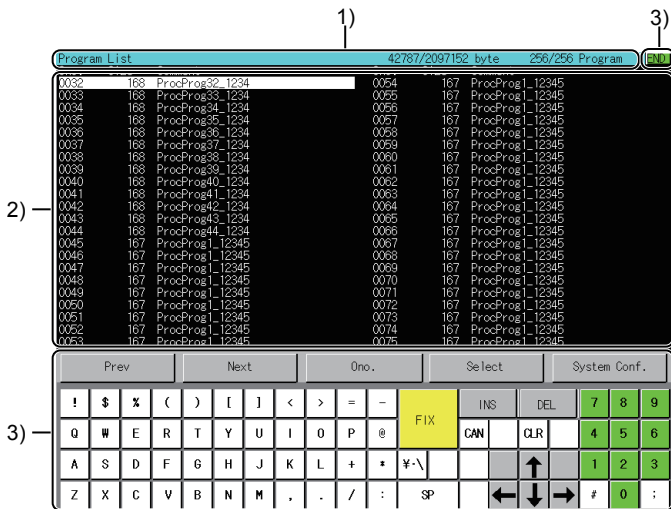 1)
3)
Program List 42787/2097152 byte 256/256 Program END
0032 168 ProcProg32_1234 0054 167 ProcProg1_12345
0033 168 ProcProg33_1234 0055 167 ProcProg1_12345
0034 168 ProcProg34_1234 0056 167 ProcProg1_12345
0035 168 ProcProg35_1234 0057 167 ProcProg1_12345
0036 168 ProcProg36_1234 0058 167 ProcProg1_12345
0037 168 ProcProg37_1234 0059 167 ProcProg1_12345
0038 168 ProcProg38_1234 0060 167 ProcProg1_12345
0039 168 ProcProg39_1234 0061 167 ProcProg1_12345
0040 168 ProcProg40_1234 0062 167 ProcProg1_12345
0041 168 ProcProg41_1234 0063 167 ProcProg1_12345
2)
0042 168 ProcProg42_1234 0064 167 ProcProg1_12345
0043 168 ProcProg43_1234 0065 167 ProcProg1_12345
0044 168 ProcProg44_1234 0066 167 ProcProg1_12345
0045 167 ProcProg1_12345 0067 167 ProcProg1_12345
0046 167 ProcProg1_12345 0068 167 ProcProg1_12345
0047 167 ProcProg1_12345 0069 167 ProcProg1_12345
0048 167 ProcProg1_12345 0070 167 ProcProg1_12345
0049 167 ProcProg1_12345 0071 167 ProcProg1_12345
0050 167 ProcProg1_12345 0072 167 ProcProg1_12345
0051 167 ProcProg1_12345 0073 167 ProcProg1_12345
0052 167 ProcProg1_12345 0074 167 ProcProg1_12345
0053 167 ProcProg1_12345 0075 167 ProcProg1_12345
Prev Next Ono. Select System Conf.
! $ % ( ) [ ] < > = - FIX INS DEL 7 8 9
3)
Q W E R T Y U I O P @ CAN CLR 4 5 6
A S D F G H J K L + * ¥·\ ↑ 1 2 3
Z X C V B N M , . / : SP ← ↓ → # 0 ;